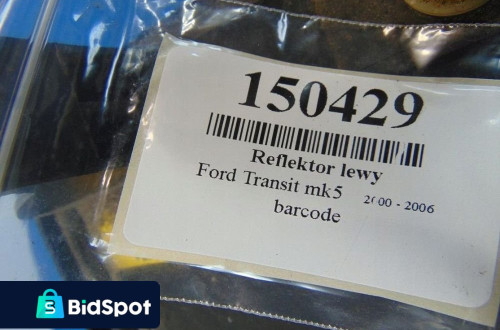 150429
Reflektor lewy
Ford Transit mk5 2000 - 2006
barcode
BidSpot